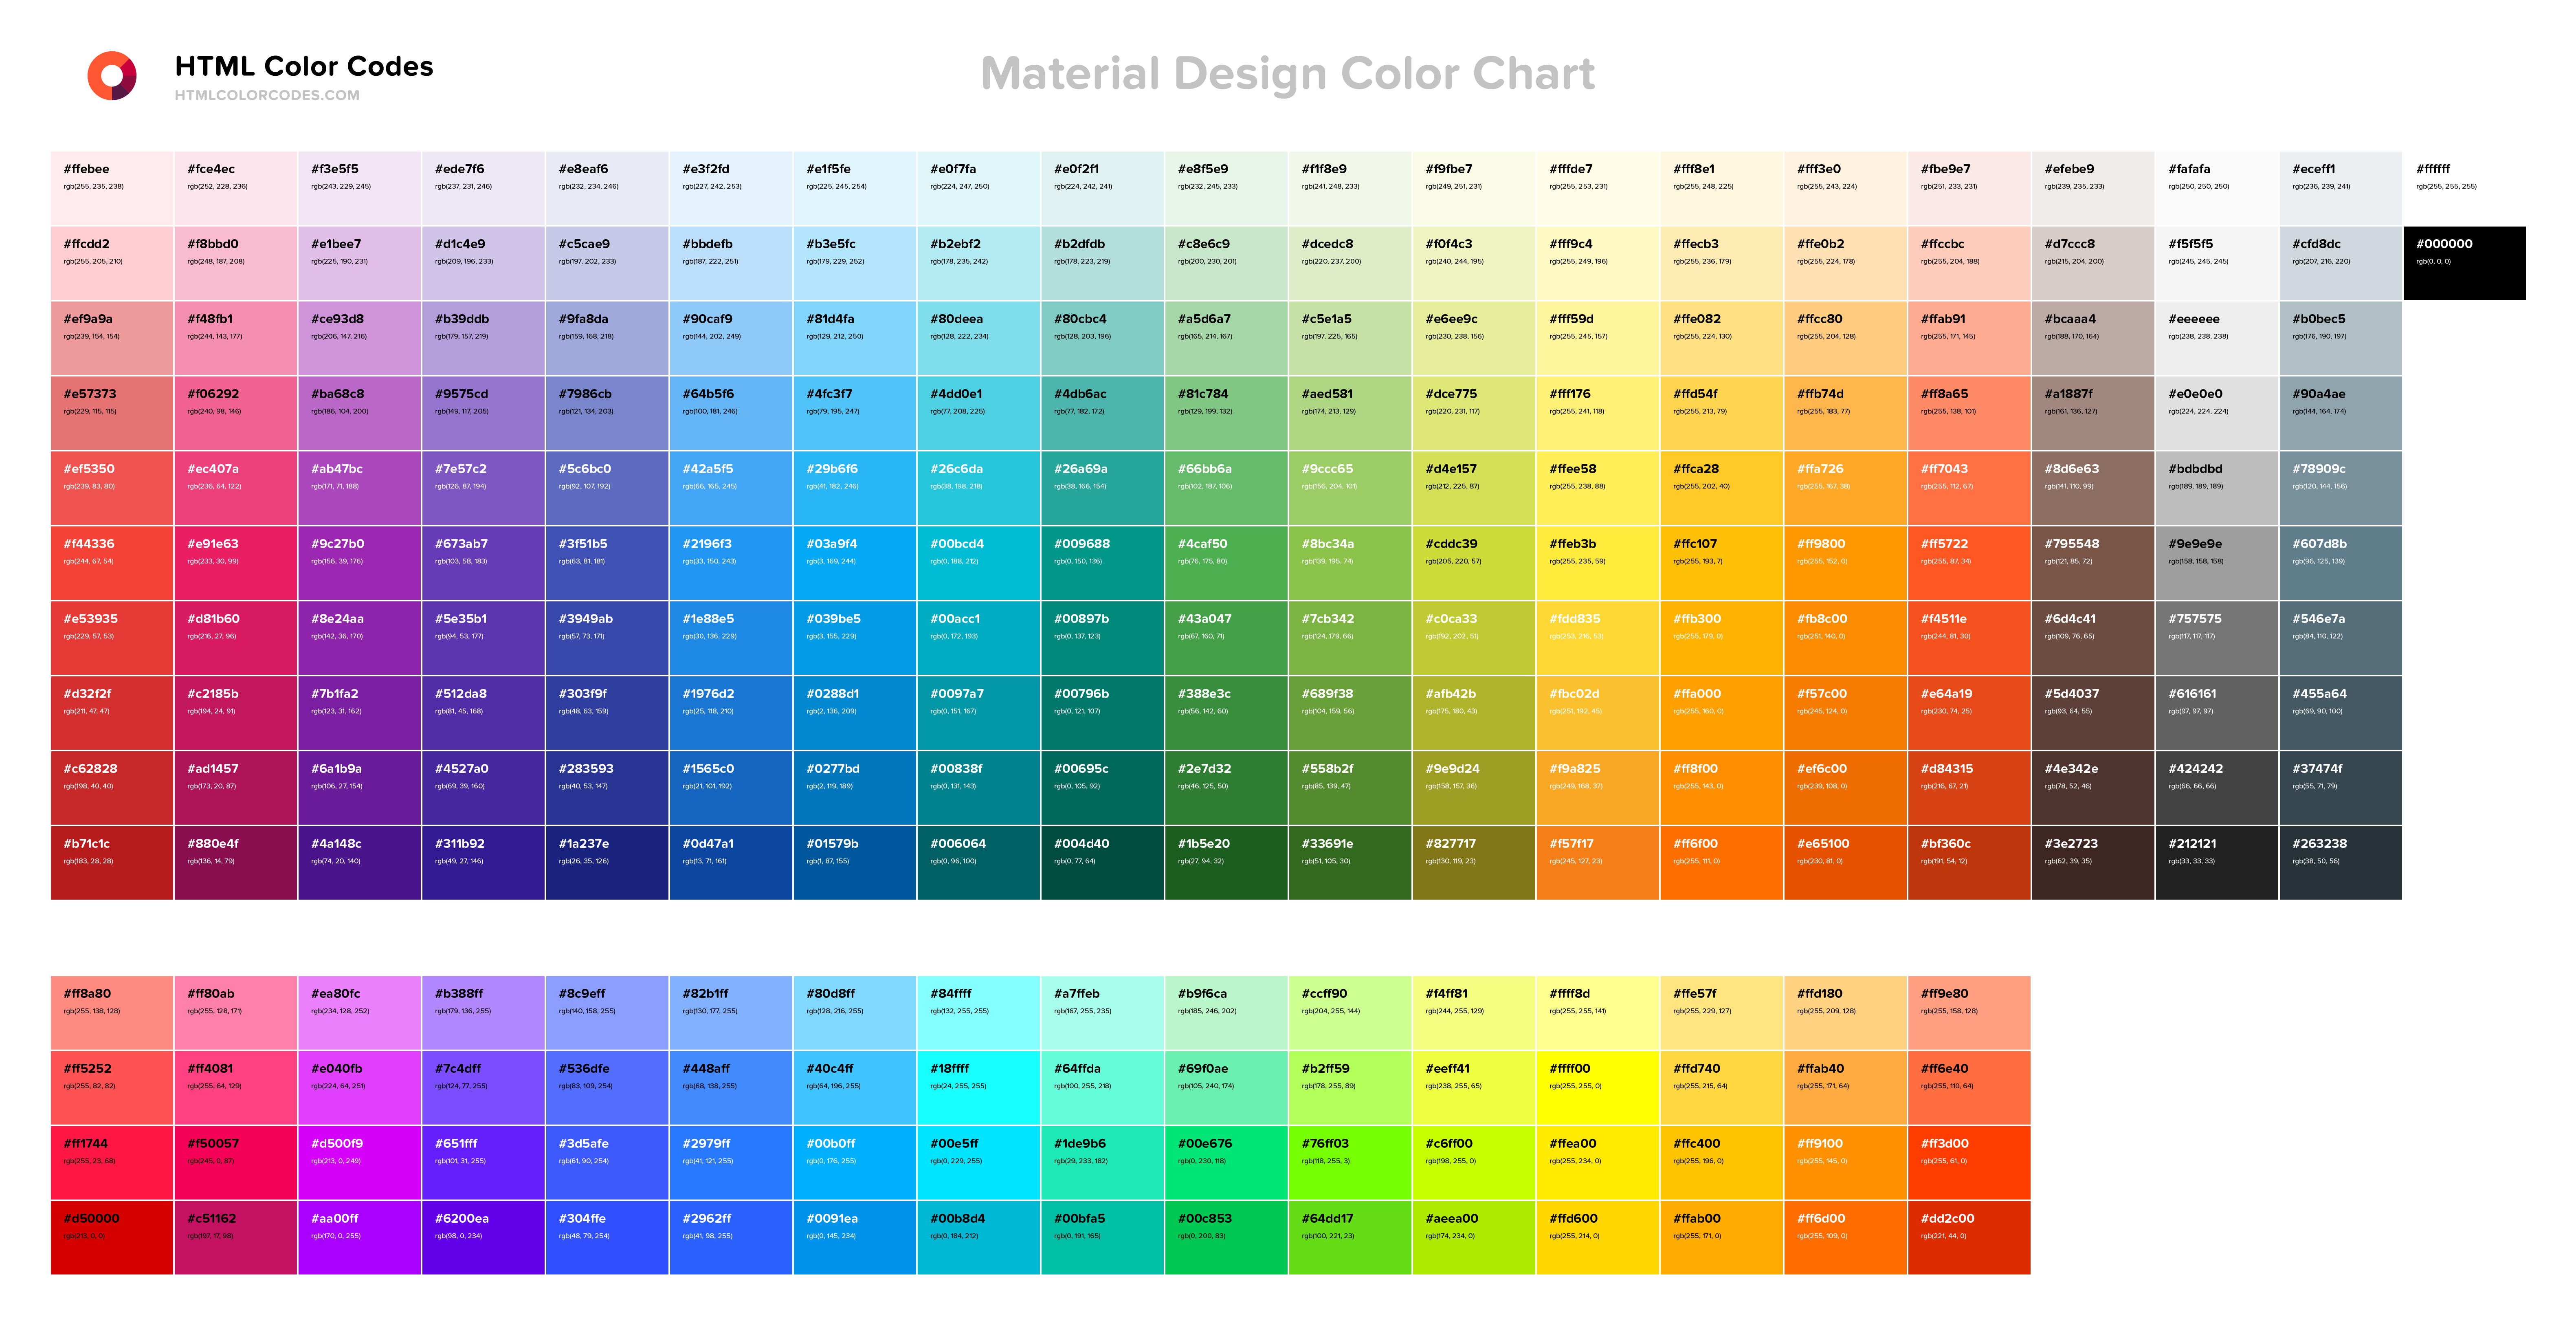 HTML Color Codes
HTMLCOLORCODES.COM
Material Design Color Chart
#ffebee #fce4ec #f3e5f5 #ede7f6 #e8eaf6 #e3f2fd #e1f5fe #e0f7fa #e0f2f1 #e8f5e9 #f1f8e9 #f9fbe7 #fffde7 #fff8e1 #fff3e0 #fbe9e7 #efebe9 #fafafa #eceff1 #ffffff
rgb(255, 235, 238) rgb(252, 228, 236) rgb(243, 229, 245) rgb(237, 231, 246) rgb(232, 234, 246) rgb(227, 242, 253) rgb(225, 245, 254) rgb(224, 247, 250) rgb(224, 242, 241) rgb(232, 245, 233) rgb(241, 248, 233) rgb(249, 251, 231) rgb(255, 253, 231) rgb(255, 248, 225) rgb(255, 243, 224) rgb(251, 233, 231) rgb(239, 235, 233) rgb(250, 250, 250) rgb(236, 239, 241) rgb(255, 255, 255)
#ffcdd2 #f8bbd0 #e1bee7 #d1c4e9 #c5cae9 #bbdefb #b3e5fc #b2ebf2 #b2dfdb #c8e6c9 #dcedc8 #f0f4c3 #fff9c4 #ffecb3 #ffe0b2 #ffccbc #d7ccc8 #f5f5f5 #cfd8dc #000000
rgb(255, 205, 210) rgb(248, 187, 208) rgb(225, 190, 231) rgb(209, 196, 233) rgb(197, 202, 233) rgb(187, 222, 251) rgb(179, 229, 252) rgb(178, 235, 242) rgb(178, 223, 219) rgb(200, 230, 201) rgb(220, 237, 200) rgb(240, 244, 195) rgb(255, 249, 196) rgb(255, 236, 179) rgb(255, 224, 178) rgb(255, 204, 188) rgb(215, 204, 200) rgb(245, 245, 245) rgb(207, 216, 220) rgb(0, 0, 0)
#ef9a9a #f48fb1 #ce93d8 #b39ddb #9fa8da #90caf9 #81d4fa #80deea #80cbc4 #a5d6a7 #c5e1a5 #e6ee9c #fff59d #ffe082 #ffcc80 #ffab91 #bcaaa4 #eeeeee #b0bec5
rgb(239, 154, 154) rgb(244, 143, 177) rgb(206, 147, 216) rgb(179, 157, 219) rgb(159, 168, 218) rgb(144, 202, 249) rgb(129, 212, 250) rgb(128, 222, 234) rgb(128, 203, 196) rgb(165, 214, 167) rgb(197, 225, 165) rgb(230, 238, 156) rgb(255, 245, 157) rgb(255, 224, 130) rgb(255, 204, 128) rgb(255, 171, 145) rgb(188, 170, 164) rgb(238, 238, 238) rgb(176, 190, 197)
#e57373 #f06292 #ba68c8 #9575cd #7986cb #64b5f6 #4fc3f7 #4dd0e1 #4db6ac #81c784 #aed581 #dce775 #fff176 #ffd54f #ffb74d #ff8a65 #a1887f #e0e0e0 #90a4ae
rgb(229, 115, 115) rgb(240, 98, 146) rgb(186, 104, 200) rgb(149, 117, 205) rgb(121, 134, 203) rgb(100, 181, 246) rgb(79, 195, 247) rgb(77, 208, 225) rgb(77, 182, 172) rgb(129, 199, 132) rgb(174, 213, 129) rgb(220, 231, 117) rgb(255, 241, 118) rgb(255, 213, 79) rgb(255, 183, 77) rgb(255, 138, 101) rgb(161, 136, 127) rgb(224, 224, 224) rgb(144, 164, 174)
#ef5350 #ec407a #ab47bc #7e57c2 #5c6bc0 #42a5f5 #29b6f6 #26c6da #26a69a #66bb6a #9ccc65 #d4e157 #ffee58 #ffca28 #ffa726 #ff7043 #8d6e63 #bdbdbd #78909c
rgb(239, 83, 80) rgb(236, 64, 122) rgb(171, 71, 188) rgb(126, 87, 194) rgb(92, 107, 192) rgb(66, 165, 245) rgb(41, 182, 246) rgb(38, 198, 218) rgb(38, 166, 154) rgb(102, 187, 106) rgb(156, 204, 101) rgb(212, 225, 87) rgb(255, 238, 88) rgb(255, 202, 40) rgb(255, 167, 38) rgb(255, 112, 67) rgb(141, 110, 99) rgb(189, 189, 189) rgb(120, 144, 156)
#f44336 #e91e63 #9c27b0 #673ab7 #3f51b5 #2196f3 #03a9f4 #00bcd4 #009688 #4caf50 #8bc34a #cddc39 #ffeb3b #ffc107 #ff9800 #ff5722 #795548 #9e9e9e #607d8b
rgb(244, 67, 54) rgb(233, 30, 99) rgb(156, 39, 176) rgb(103, 58, 183) rgb(63, 81, 181) rgb(33, 150, 243) rgb(3, 169, 244) rgb(0, 188, 212) rgb(0, 150, 136) rgb(76, 175, 80) rgb(139, 195, 74) rgb(205, 220, 57) rgb(255, 235, 59) rgb(255, 193, 7) rgb(255, 152, 0) rgb(255, 87, 34) rgb(121, 85, 72) rgb(158, 158, 158) rgb(96, 125, 139)
#e53935 #d81b60 #8e24aa #5e35b1 #3949ab #1e88e5 #039be5 #00acc1 #00897b #43a047 #7cb342 #c0ca33 #fdd835 #ffb300 #fb8c00 #f4511e #6d4c41 #757575 #546e7a
rgb(229, 57, 53) rgb(216, 27, 96) rgb(142, 36, 170) rgb(94, 53, 177) rgb(57, 73, 171) rgb(30, 136, 229) rgb(3, 155, 229) rgb(0, 172, 193) rgb(0, 137, 123) rgb(67, 160, 71) rgb(124, 179, 66) rgb(192, 202, 51) rgb(253, 216, 53) rgb(255, 179, 0) rgb(251, 140, 0) rgb(244, 81, 30) rgb(109, 76, 65) rgb(117, 117, 117) rgb(84, 110, 122)
#d32f2f #c2185b #7b1fa2 #512da8 #303f9f #1976d2 #0288d1 #0097a7 #00796b #388e3c #689f38 #afb42b #fbc02d #ffa000 #f57c00 #e64a19 #5d4037 #616161 #455a64
rgb(211, 47, 47) rgb(194, 24, 91) rgb(123, 31, 162) rgb(81, 45, 168) rgb(48, 63, 159) rgb(25, 118, 210) rgb(2, 136, 209) rgb(0, 151, 167) rgb(0, 121, 107) rgb(56, 142, 60) rgb(104, 159, 56) rgb(175, 180, 43) rgb(251, 192, 45) rgb(255, 160, 0) rgb(245, 124, 0) rgb(230, 74, 25) rgb(93, 64, 55) rgb(97, 97, 97) rgb(69, 90, 100)
#c62828 #ad1457 #6a1b9a #4527a0 #283593 #1565c0 #0277bd #00838f #00695c #2e7d32 #558b2f #9e9d24 #f9a825 #ff8f00 #ef6c00 #d84315 #4e342e #424242 #37474f
rgb(198, 40, 40) rgb(173, 20, 87) rgb(106, 27, 154) rgb(69, 39, 160) rgb(40, 53, 147) rgb(21, 101, 192) rgb(2, 119, 189) rgb(0, 131, 143) rgb(0, 105, 92) rgb(46, 125, 50) rgb(85, 139, 47) rgb(158, 157, 36) rgb(249, 168, 37) rgb(255, 143, 0) rgb(239, 108, 0) rgb(216, 67, 21) rgb(78, 52, 46) rgb(66, 66, 66) rgb(55, 71, 79)
#b71c1c #880e4f #4a148c #311b92 #1a237e #0d47a1 #01579b #006064 #004d40 #1b5e20 #33691e #827717 #f57f17 #ff6f00 #e65100 #bf360c #3e2723 #212121 #263238
rgb(183, 28, 28) rgb(136, 14, 79) rgb(74, 20, 140) rgb(49, 27, 146) rgb(26, 35, 126) rgb(13, 71, 161) rgb(1, 87, 155) rgb(0, 96, 100) rgb(0, 77, 64) rgb(27, 94, 32) rgb(51, 105, 30) rgb(130, 119, 23) rgb(245, 127, 23) rgb(255, 111, 0) rgb(230, 81, 0) rgb(191, 54, 12) rgb(62, 39, 35) rgb(33, 33, 33) rgb(38, 50, 56)
#ff8a80 #ff80ab #ea80fc #b388ff #8c9eff #82b1ff #80d8ff #84ffff #a7ffeb #b9f6ca #ccff90 #f4ff81 #ffff8d #ffe57f #ffd180 #ff9e80
rgb(255, 138, 128) rgb(255, 128, 171) rgb(234, 128, 252) rgb(179, 136, 255) rgb(140, 158, 255) rgb(130, 177, 255) rgb(128, 216, 255) rgb(132, 255, 255) rgb(167, 255, 235) rgb(185, 246, 202) rgb(204, 255, 144) rgb(244, 255, 129) rgb(255, 255, 141) rgb(255, 229, 127) rgb(255, 209, 128) rgb(255, 158, 128)
#ff5252 #ff4081 #e040fb #7c4dff #536dfe #448aff #40c4ff #18ffff #64ffda #69f0ae #b2ff59 #eeff41 #ffff00 #ffd740 #ffab40 #ff6e40
rgb(255, 82, 82) rgb(255, 64, 129) rgb(224, 64, 251) rgb(124, 77, 255) rgb(83, 109, 254) rgb(68, 138, 255) rgb(64, 196, 255) rgb(24, 255, 255) rgb(100, 255, 218) rgb(105, 240, 174) rgb(178, 255, 89) rgb(238, 255, 65) rgb(255, 255, 0) rgb(255, 215, 64) rgb(255, 171, 64) rgb(255, 110, 64)
#ff1744 #f50057 #d500f9 #651fff #3d5afe #2979ff #00b0ff #00e5ff #1de9b6 #00e676 #76ff03 #c6ff00 #ffea00 #ffc400 #ff9100 #ff3d00
rgb(255, 23, 68) rgb(245, 0, 87) rgb(213, 0, 249) rgb(101, 31, 255) rgb(61, 90, 254) rgb(41, 121, 255) rgb(0, 176, 255) rgb(0, 229, 255) rgb(29, 233, 182) rgb(0, 230, 118) rgb(118, 255, 3) rgb(198, 255, 0) rgb(255, 234, 0) rgb(255, 196, 0) rgb(255, 145, 0) rgb(255, 61, 0)
#d50000 #c51162 #aa00ff #6200ea #304ffe #2962ff #0091ea #00b8d4 #00bfa5 #00c853 #64dd17 #aeea00 #ffd600 #ffab00 #ff6d00 #dd2c00
rgb(213, 0, 0) rgb(197, 17, 98) rgb(170, 0, 255) rgb(98, 0, 234) rgb(48, 79, 254) rgb(41, 98, 255) rgb(0, 145, 234) rgb(0, 184, 212) rgb(0, 191, 165) rgb(0, 200, 83) rgb(100, 221, 23) rgb(174, 234, 0) rgb(255, 214, 0) rgb(255, 171, 0) rgb(255, 109, 0) rgb(221, 44, 0)